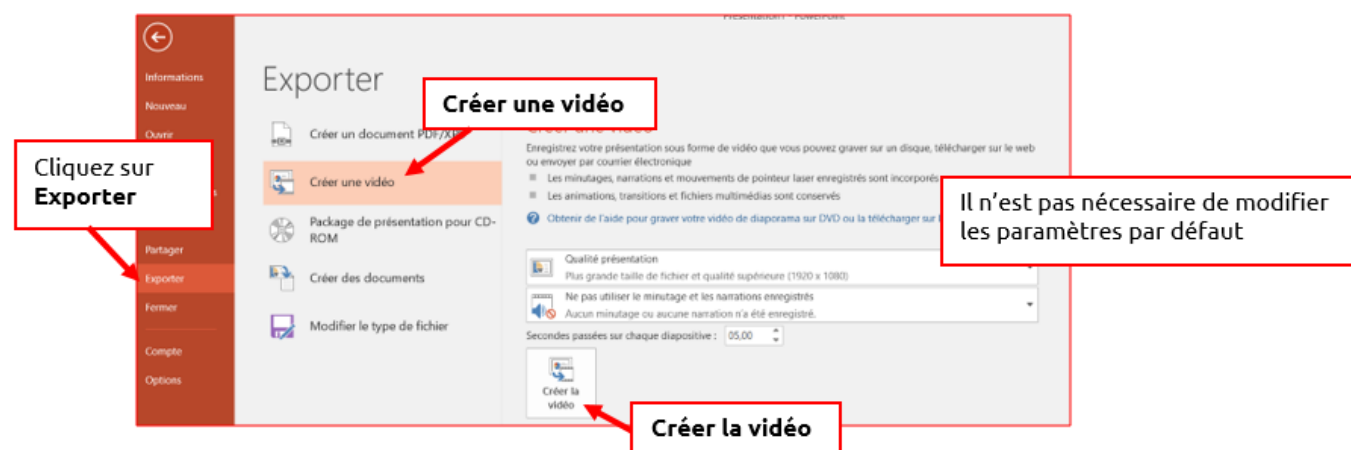 Informations
Nouveau
Ouvrir
Partager
Exporter
Fermer
Compte
Options
Cliquez sur
Exporter
Exporter
Créer une vidéo
Créer un document
Créer une vidéo
Package de présentation pour CD-
ROM
Créer des documents
Modifier le type de fichier
Enregistrez votre présentation sous forme de vidéo que vous pouvez graver sur un disque, télécharger sur le web
ou envoyer par courrier électronique
Les minutages, narrations et mouvements de pointeur laser enregistrés sont incorporés
Les animations, transitions et fichiers multimédias sont conservés
Obtenir de l'aide pour graver votre vidéo de diaporama sur DVD ou la télécharger sur
Il n'est pas nécessaire de modifier
les paramètres par défaut
Qualité présentation
Plus grande taille de fichier et qualité supérieure (1920 x 1080)
Ne pas utiliser le minutage et les narrations enregistrés
Aucun minutage ou aucune narration n'a été enregistré.
Secondes passées sur chaque diapositive : 05,00
Créer la
vidéo
Créer la vidéo